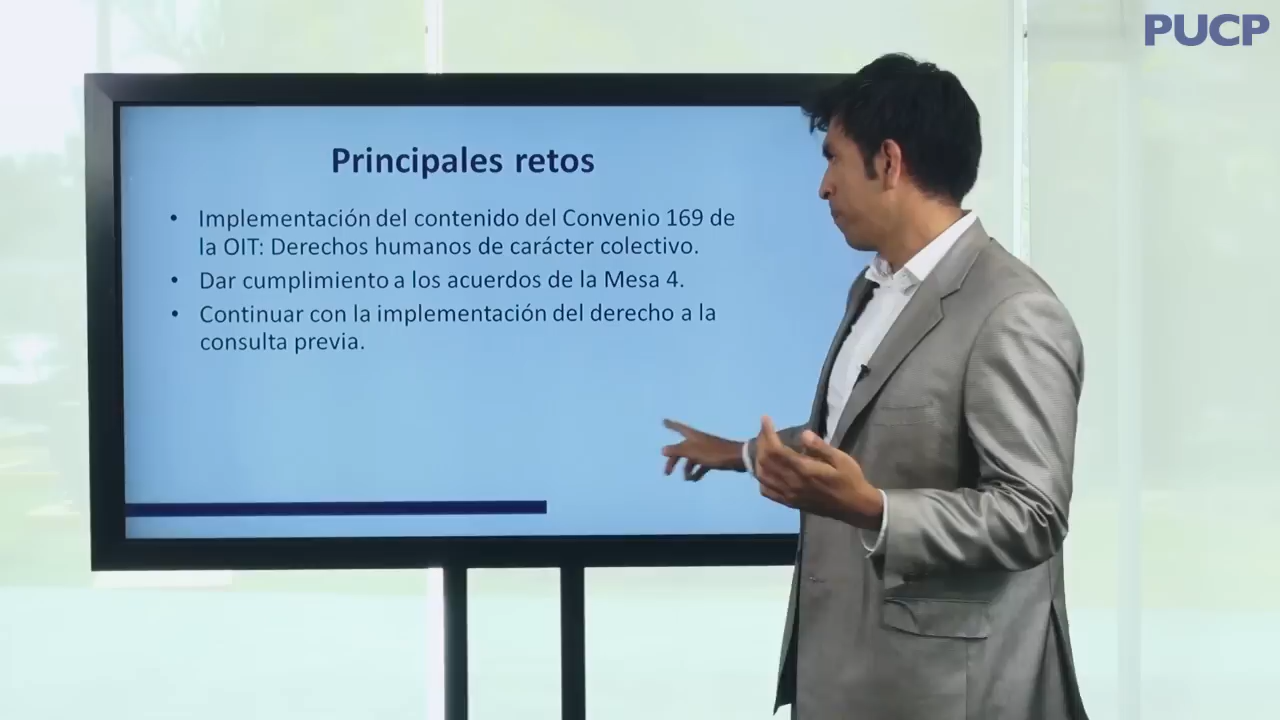 PUCP
Principales retos
• Implementación del contenido del Convenio 169 de
la OIT: Derechos humanos de carácter colectivo.
• Dar cumplimiento a los acuerdos de la Mesa 4.
• Continuar con la implementación del derecho a la
consulta previa.